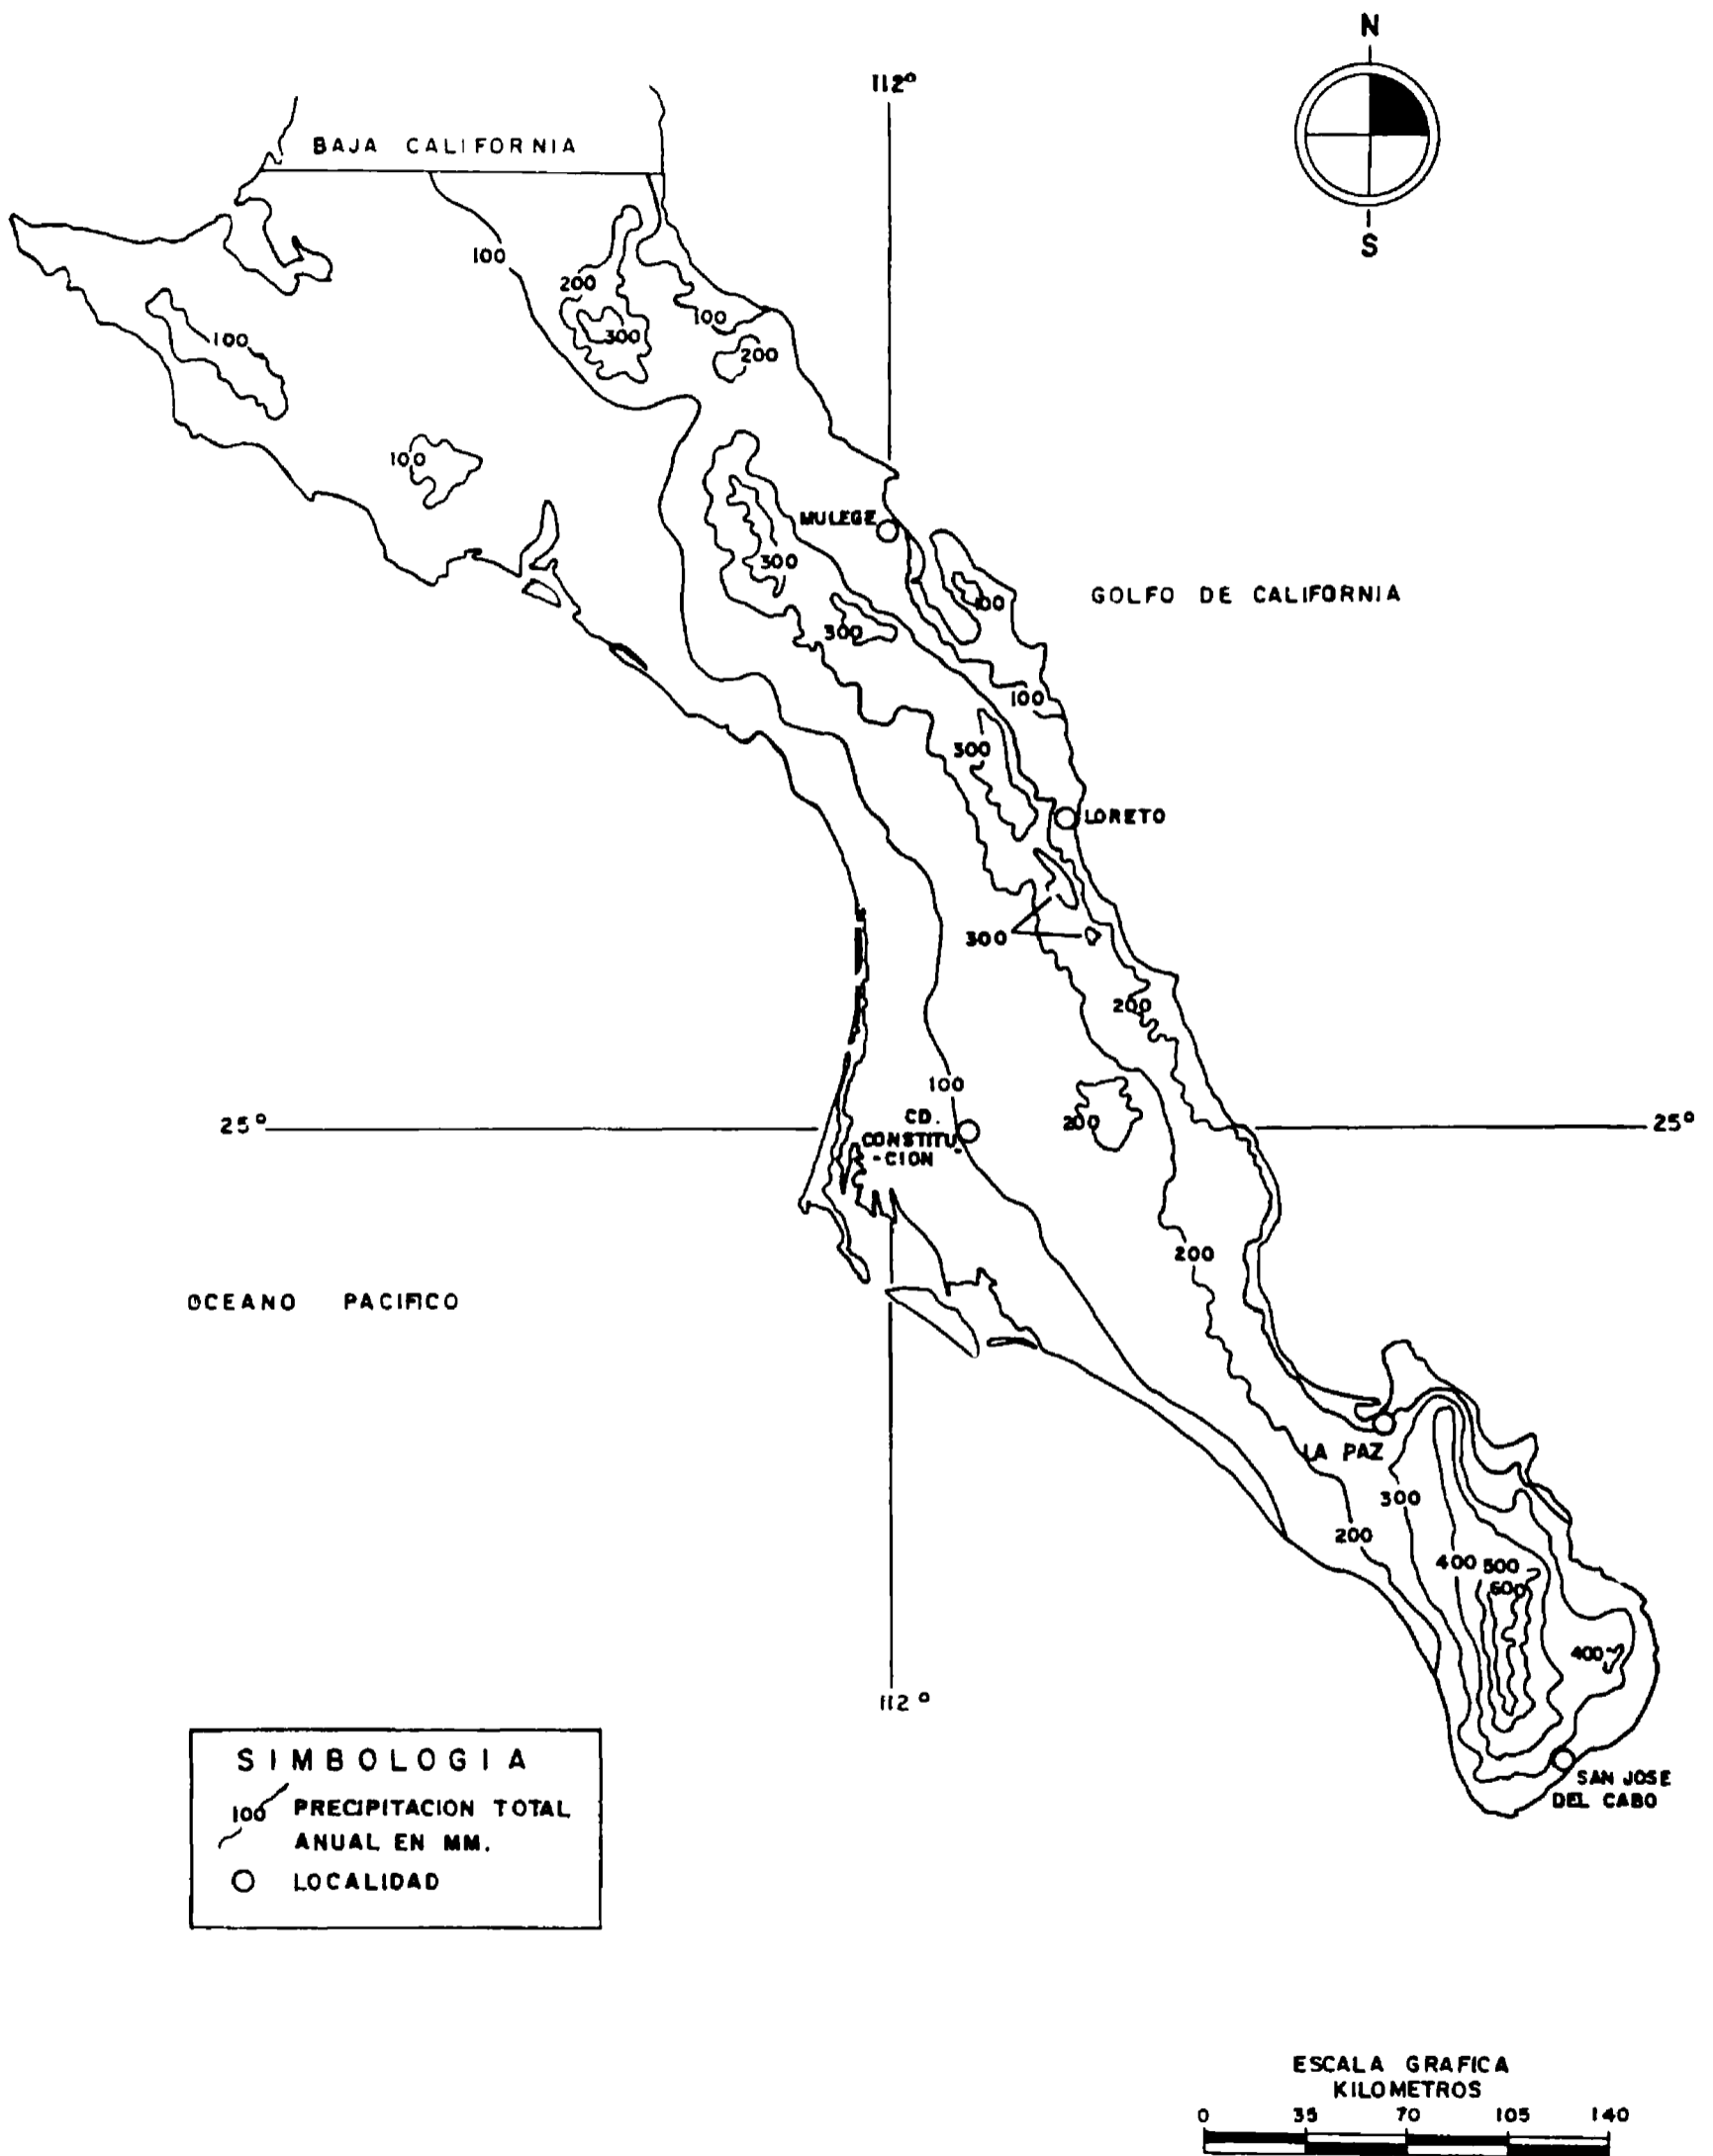 N
112°
BAJA CALIFORNIA
S
100
200
100
300
100
200
100
MULEGE
300
GOLFO DE CALIFORNIA
100
300
100
300
LORETO
300
200
100
CD.
CONSTITU
-CION
200
25°
25°
200
OCEANO PACIFICO
LA PAZ
300
200
400
500
600
400
112°
SAN JOSE
DEL CABO
SIMBOLOGIA
100 PRECIPITACION TOTAL
ANUAL EN MM.
LOCALIDAD
ESCALA GRAFICA
KILOMETROS
0 35 70 105 140